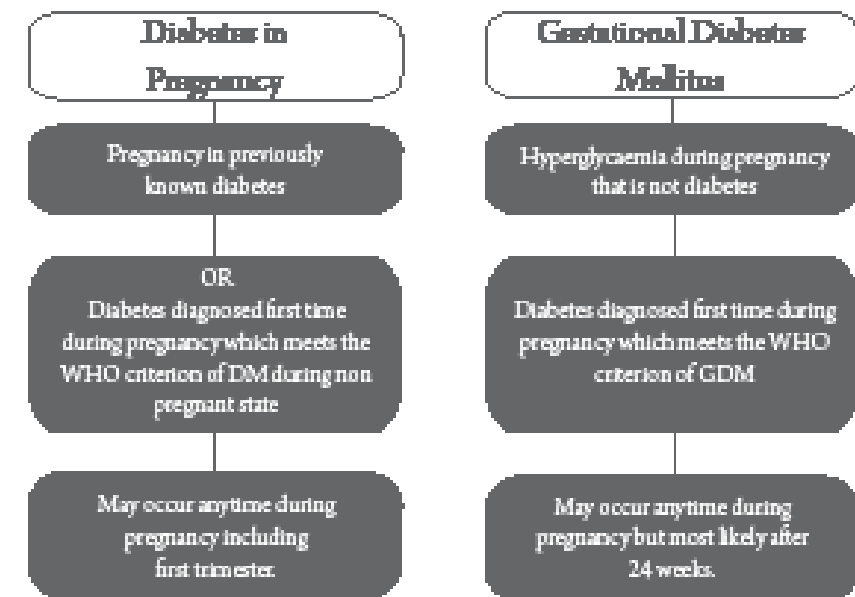 Diabetes in
Pregnancy
Pregnancy in previously
known diabetes
OR
Diabetes diagnosed first time
during pregnancy which meets the
WHO criterion of DM during non
pregnant state
May occur anytime during
pregnancy including
first trimester.
Gestational Diabetes
Mellitus
Hyperglycaemia during pregnancy
that is not diabetes
Diabetes diagnosed first time during
pregnancy which meets the WHO
criterion of GDM
May occur anytime during
pregnancy but most likely after
24 weeks.